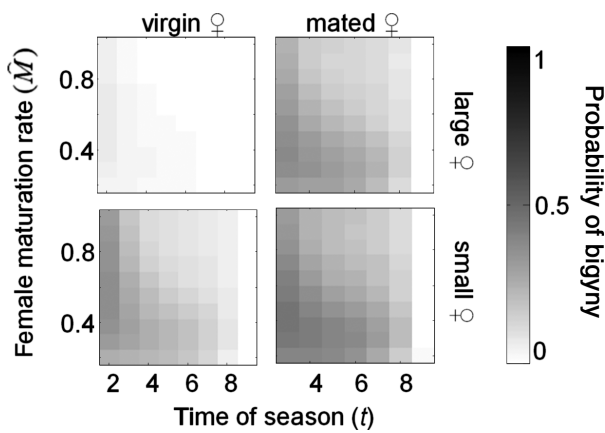 virgin ♀ mated ♀
Female maturation rate (M̂)
0.8
0.4
0.8
0.4
large ♀
small ♀
2 4 6 8
4 6 8
Time of season (t)
1
0.5
0
Probability of bigyny